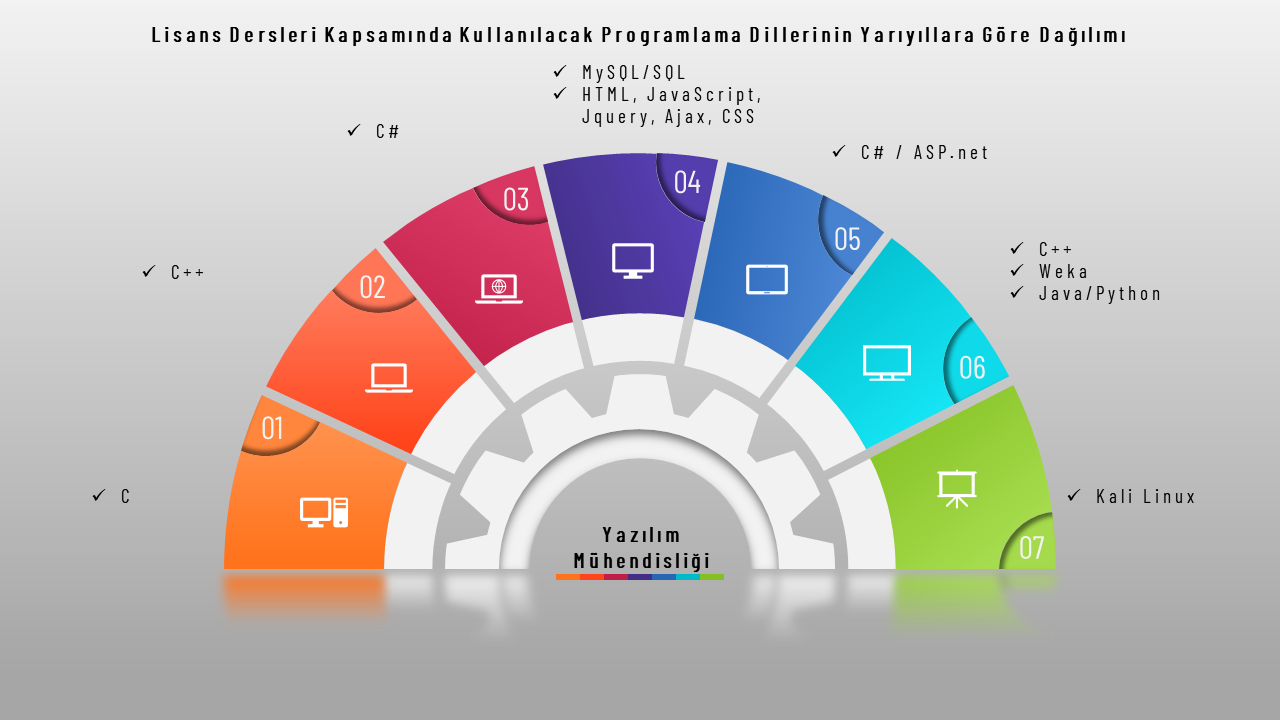 Lisans Dersleri Kapsamında Kullanılacak Programlama Dillerinin Yarıyıllara Göre Dağılımı
✓ MySQL/SQL
✓ HTML, JavaScript,
Jquery, Ajax, CSS
✓ C#
✓ C# / ASP.net
✓ C++
✓ C++
✓ Weka
✓ Java/Python
✓ C
✓ Kali Linux
01
02
03
04
05
06
07
Yazılım
Mühendisliği